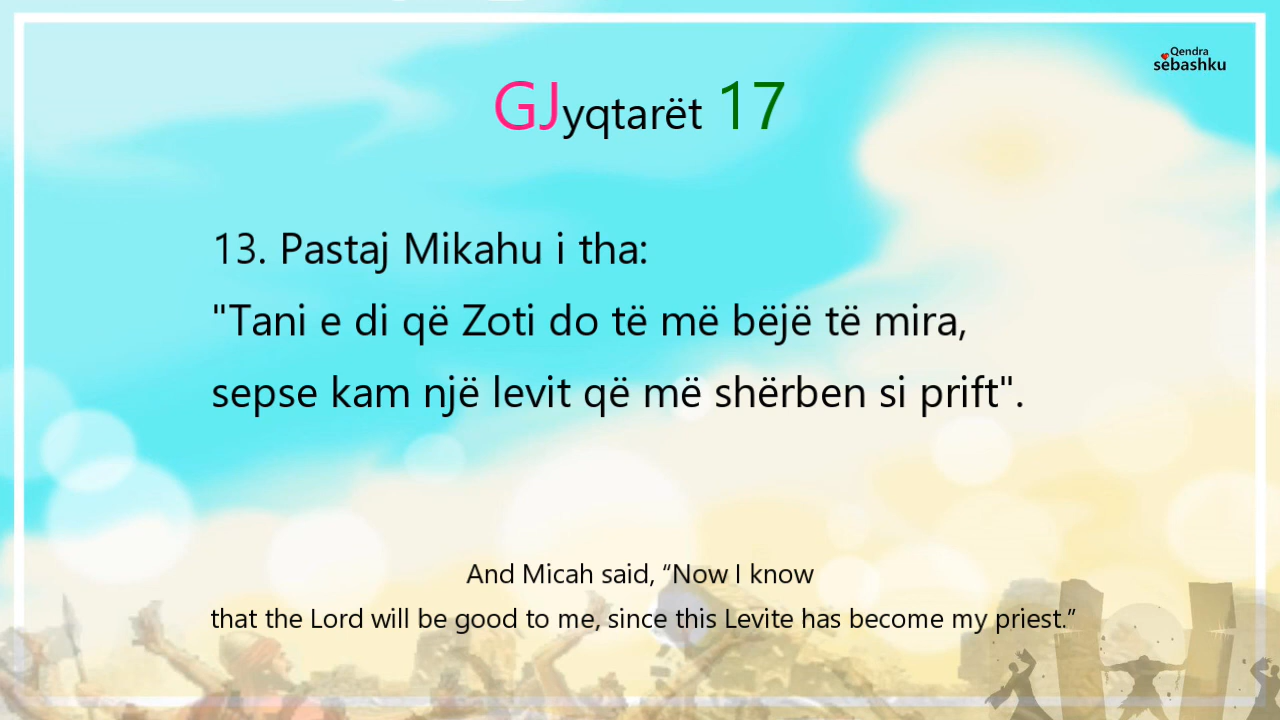 Qendra
sëbashku
GJyqtarët 17
13. Pastaj Mikahu i tha:
"Tani e di që Zoti do të më bëjë të mira,
sepse kam një levit që më shërben si prift".
And Micah said, “Now I know
that the Lord will be good to me, since this Levite has become my priest.”